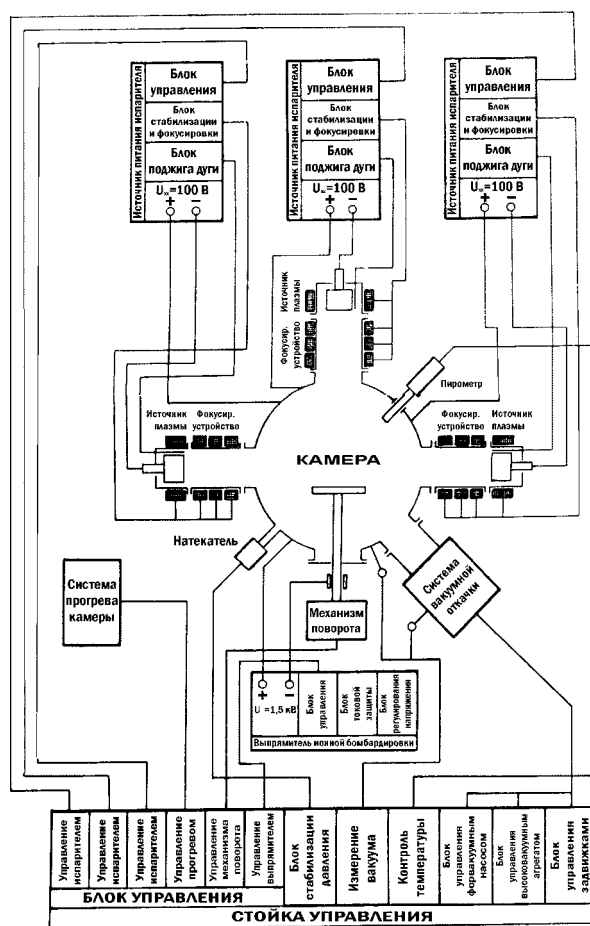 Источник питания испарителя
Блок
управления
Блок
стабилизации
и фокусировки
Блок
поджига дуги
Uₓₓ=100 В
+ −
Источник питания испарителя
Блок
управления
Блок
стабилизации
и фокусировки
Блок
поджига дуги
Uₓₓ=100 В
+ −
Источник питания испарителя
Блок
управления
Блок
стабилизации
и фокусировки
Блок
поджига дуги
Uₓₓ=100 В
+ −
Источник
плазмы
Фокусир.
устройство
Пирометр
Источник
плазмы
Фокусир.
устройство
Фокусир.
устройство
Источник
плазмы
КАМЕРА
Натекатель
Система
прогрева
камеры
Механизм
поворота
Система
вакуумной
откачки
+ −
U =1,5 кВ
Блок
управления
Блок
токовой
защиты
Блок
регулирования
напряжения
Выпрямитель ионной бомбардировки
Управление
испарителем
Управление
испарителем
Управление
испарителем
Управление
прогревом
Управление
механизма
поворота
Управление
выпрямителем
Блок
стабилизации
давления
Измерение
вакуума
Контроль
температуры
Блок
управления
форвакуумным
насосом
Блок
управления
высоковакуумным
агрегатом
Блок
управления
задвижками
БЛОК УПРАВЛЕНИЯ
СТОЙКА УПРАВЛЕНИЯ